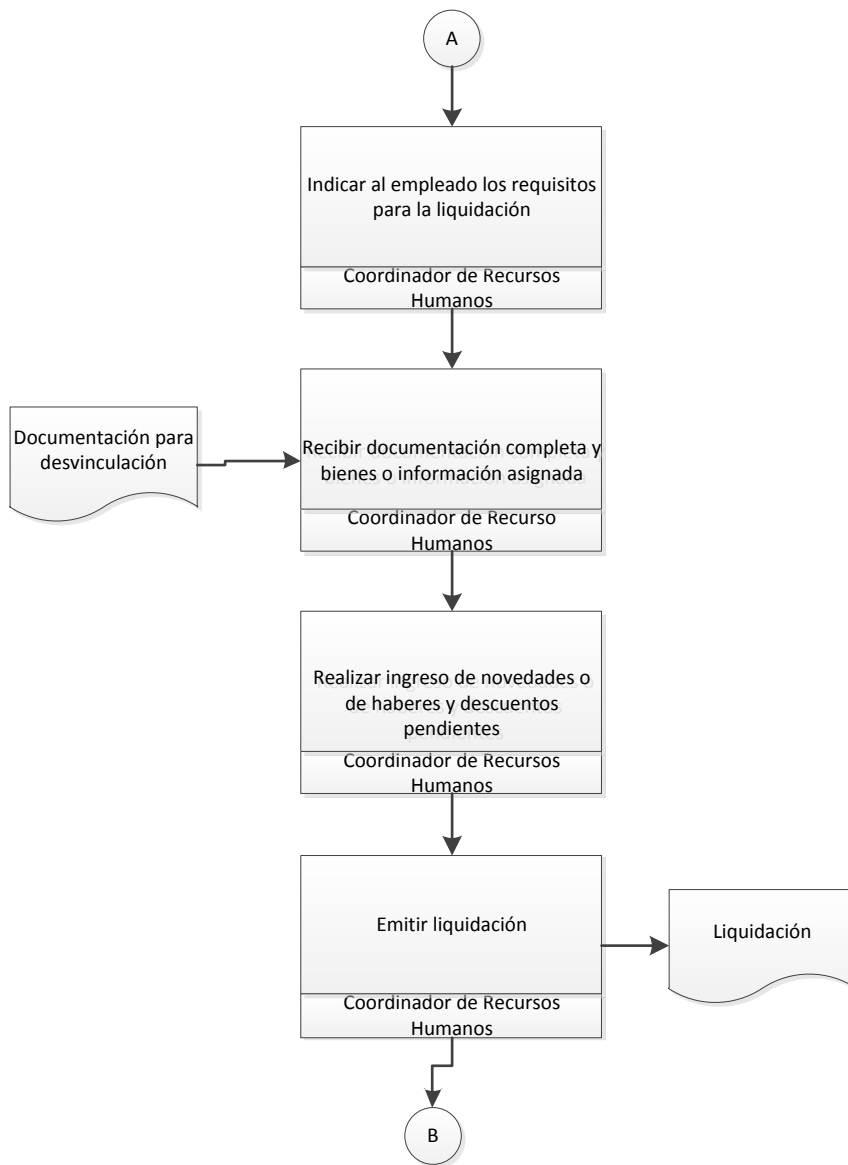 A
Indicar al empleado los requisitos
para la liquidación
Coordinador de Recursos
Humanos
Documentación para
desvinculación
Recibir documentación completa y
bienes o información asignada
Coordinador de Recurso
Humanos
Realizar ingreso de novedades o
de haberes y descuentos
pendientes
Coordinador de Recursos
Humanos
Emitir liquidación
Liquidación
Coordinador de Recursos
Humanos
B